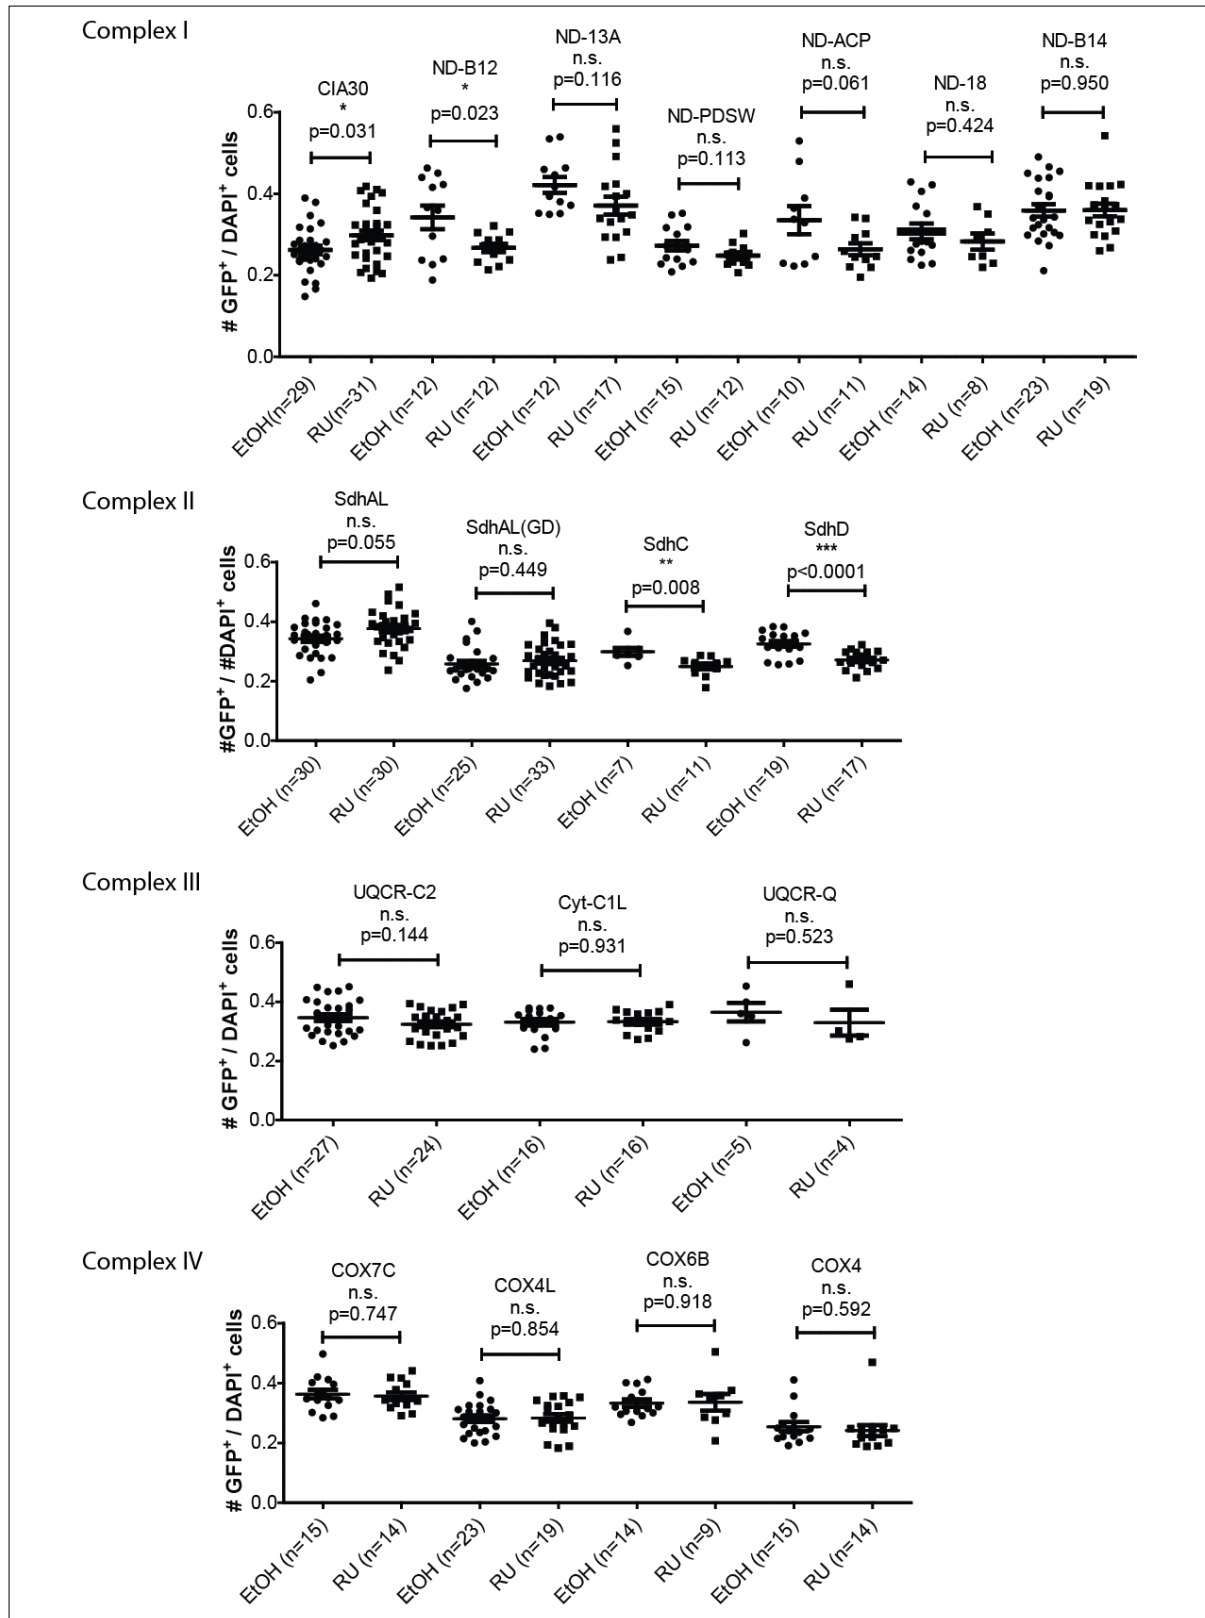 Complex I
CIA30
*
p=0.031
ND-B12
*
p=0.023
ND-13A
n.s.
p=0.116
ND-PDSW
n.s.
p=0.113
ND-ACP
n.s.
p=0.061
ND-18
n.s.
p=0.424
ND-B14
n.s.
p=0.950
# GFP⁺ / DAPI⁺ cells
0.6
0.4
0.2
0.0
EtOH(n=29)
RU(n=31)
EtOH (n=12)
RU (n=12)
EtOH (n=12)
RU (n=17)
EtOH (n=15)
RU (n=12)
EtOH (n=10)
RU (n=11)
EtOH (n=14)
RU (n=8)
EtOH (n=23)
RU (n=19)
Complex II
SdhAL
n.s.
p=0.055
SdhAL(GD)
n.s.
p=0.449
SdhC
**
p=0.008
SdhD
***
p<0.0001
#GFP⁺ / #DAPI⁺ cells
0.6
0.4
0.2
0.0
EtOH (n=30)
RU (n=30)
EtOH (n=25)
RU (n=33)
EtOH (n=7)
RU (n=11)
EtOH (n=19)
RU (n=17)
Complex III
UQCR-C2
n.s.
p=0.144
Cyt-C1L
n.s.
p=0.931
UQCR-Q
n.s.
p=0.523
# GFP⁺ / DAPI⁺ cells
0.6
0.4
0.2
0.0
EtOH (n=27)
RU (n=24)
EtOH (n=16)
RU (n=16)
EtOH (n=5)
RU (n=4)
Complex IV
COX7C
n.s.
p=0.747
COX4L
n.s.
p=0.854
COX6B
n.s.
p=0.918
COX4
n.s.
p=0.592
# GFP⁺ / DAPI⁺ cells
0.6
0.4
0.2
0.0
EtOH (n=15)
RU (n=14)
EtOH (n=23)
RU (n=19)
EtOH (n=14)
RU (n=9)
EtOH (n=15)
RU (n=14)